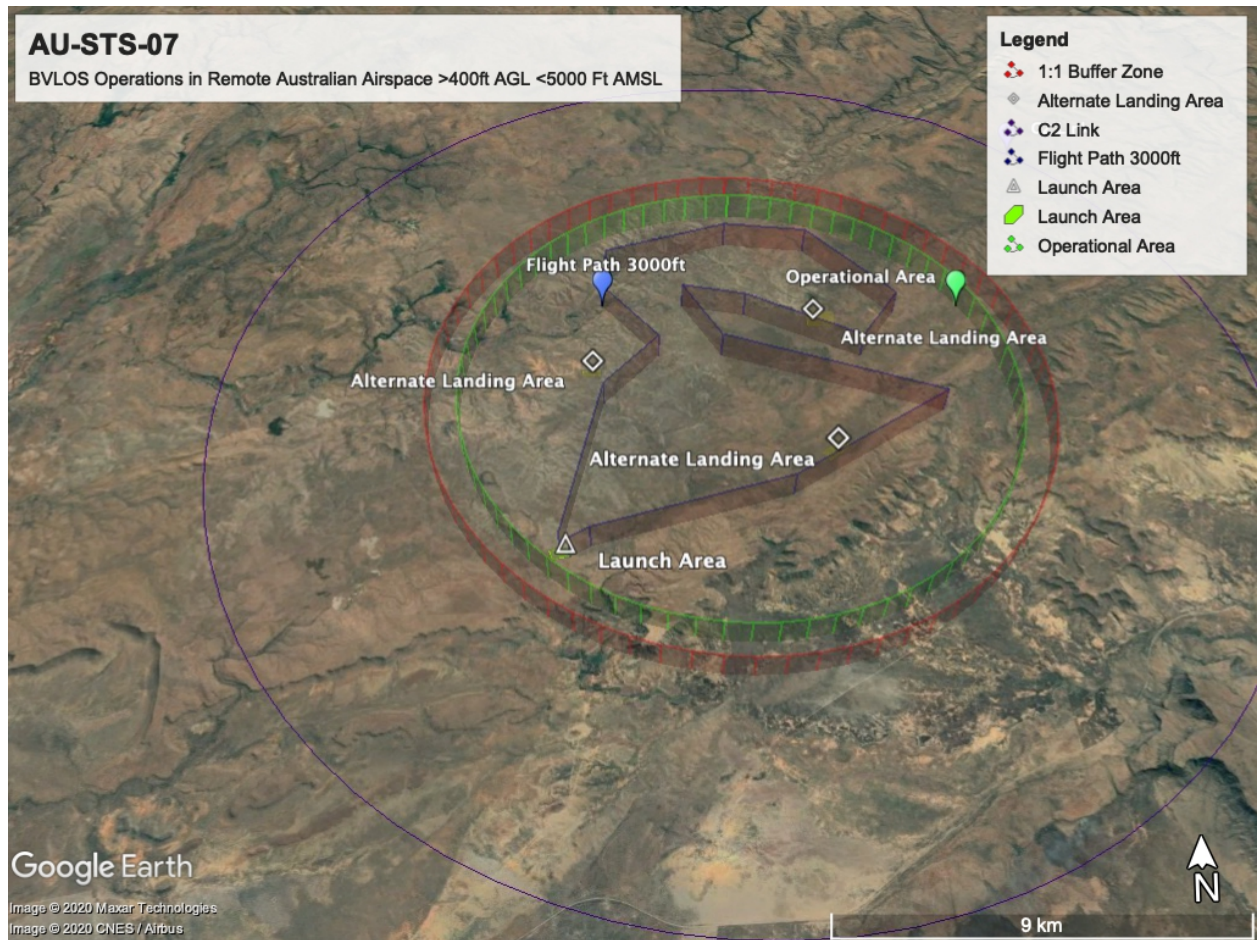 AU-STS-07
BVLOS Operations in Remote Australian Airspace >400ft AGL <5000 Ft AMSL
Legend
1:1 Buffer Zone
Alternate Landing Area
C2 Link
Flight Path 3000ft
Launch Area
Launch Area
Operational Area
Flight Path 3000ft
Operational Area
Alternate Landing Area
Alternate Landing Area
Alternate Landing Area
Launch Area
Google Earth
Image © 2020 Maxar Technologies
Image © 2020 CNES / Airbus
N
9 km